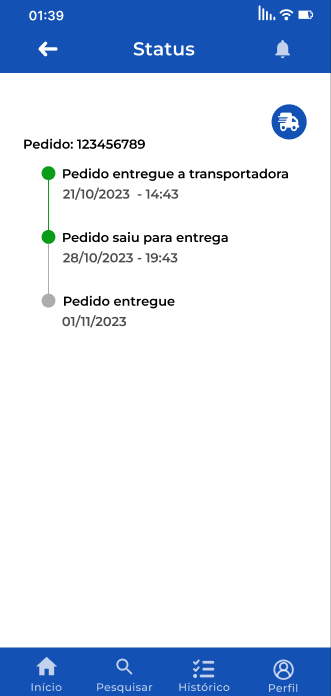 01:39
Status
Pedido: 123456789
Pedido entregue a transportadora
21/10/2023 - 14:43
Pedido saiu para entrega
28/10/2023 - 19:43
Pedido entregue
01/11/2023
Início
Pesquisar
Histórico
Perfil